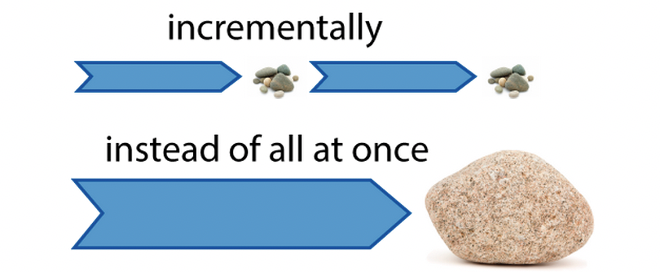 incrementally
instead of all at once